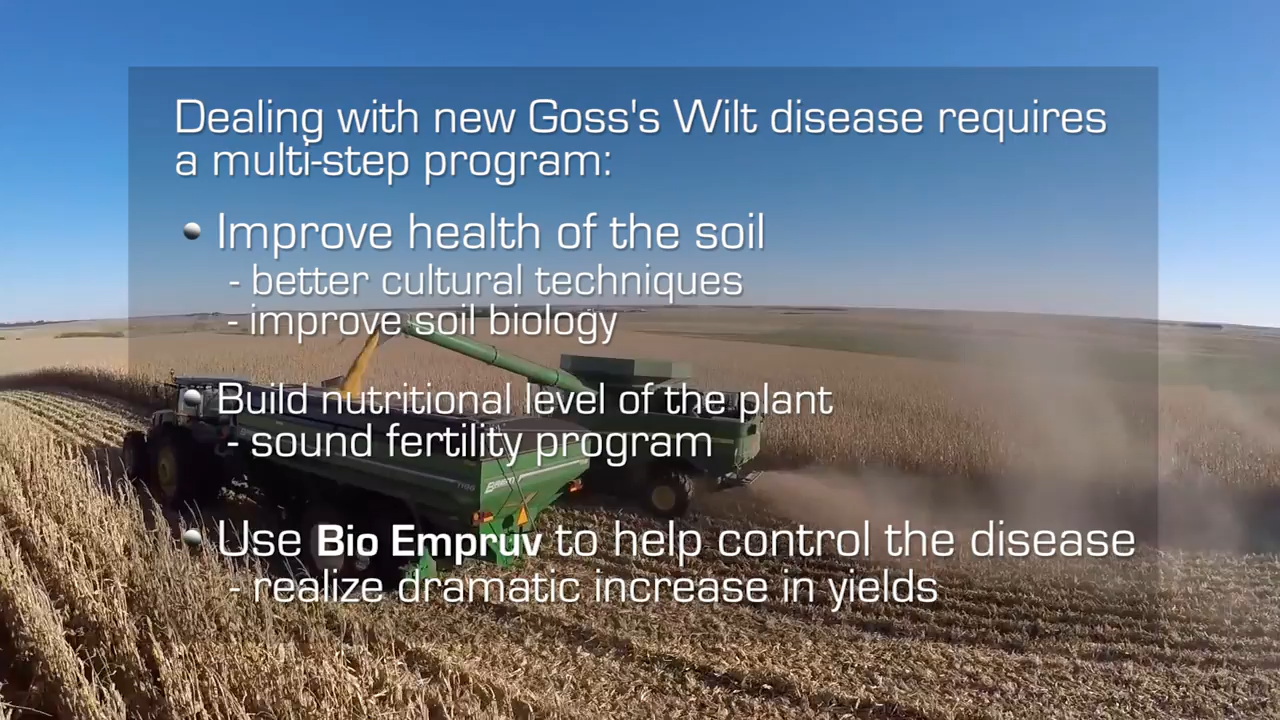 Dealing with new Goss's Wilt disease requires
a multi-step program:
• Improve health of the soil
- better cultural techniques
- improve soil biology
• Build nutritional level of the plant
- sound fertility program
• Use Bio Empruv to help control the disease
- realize dramatic increase in yields